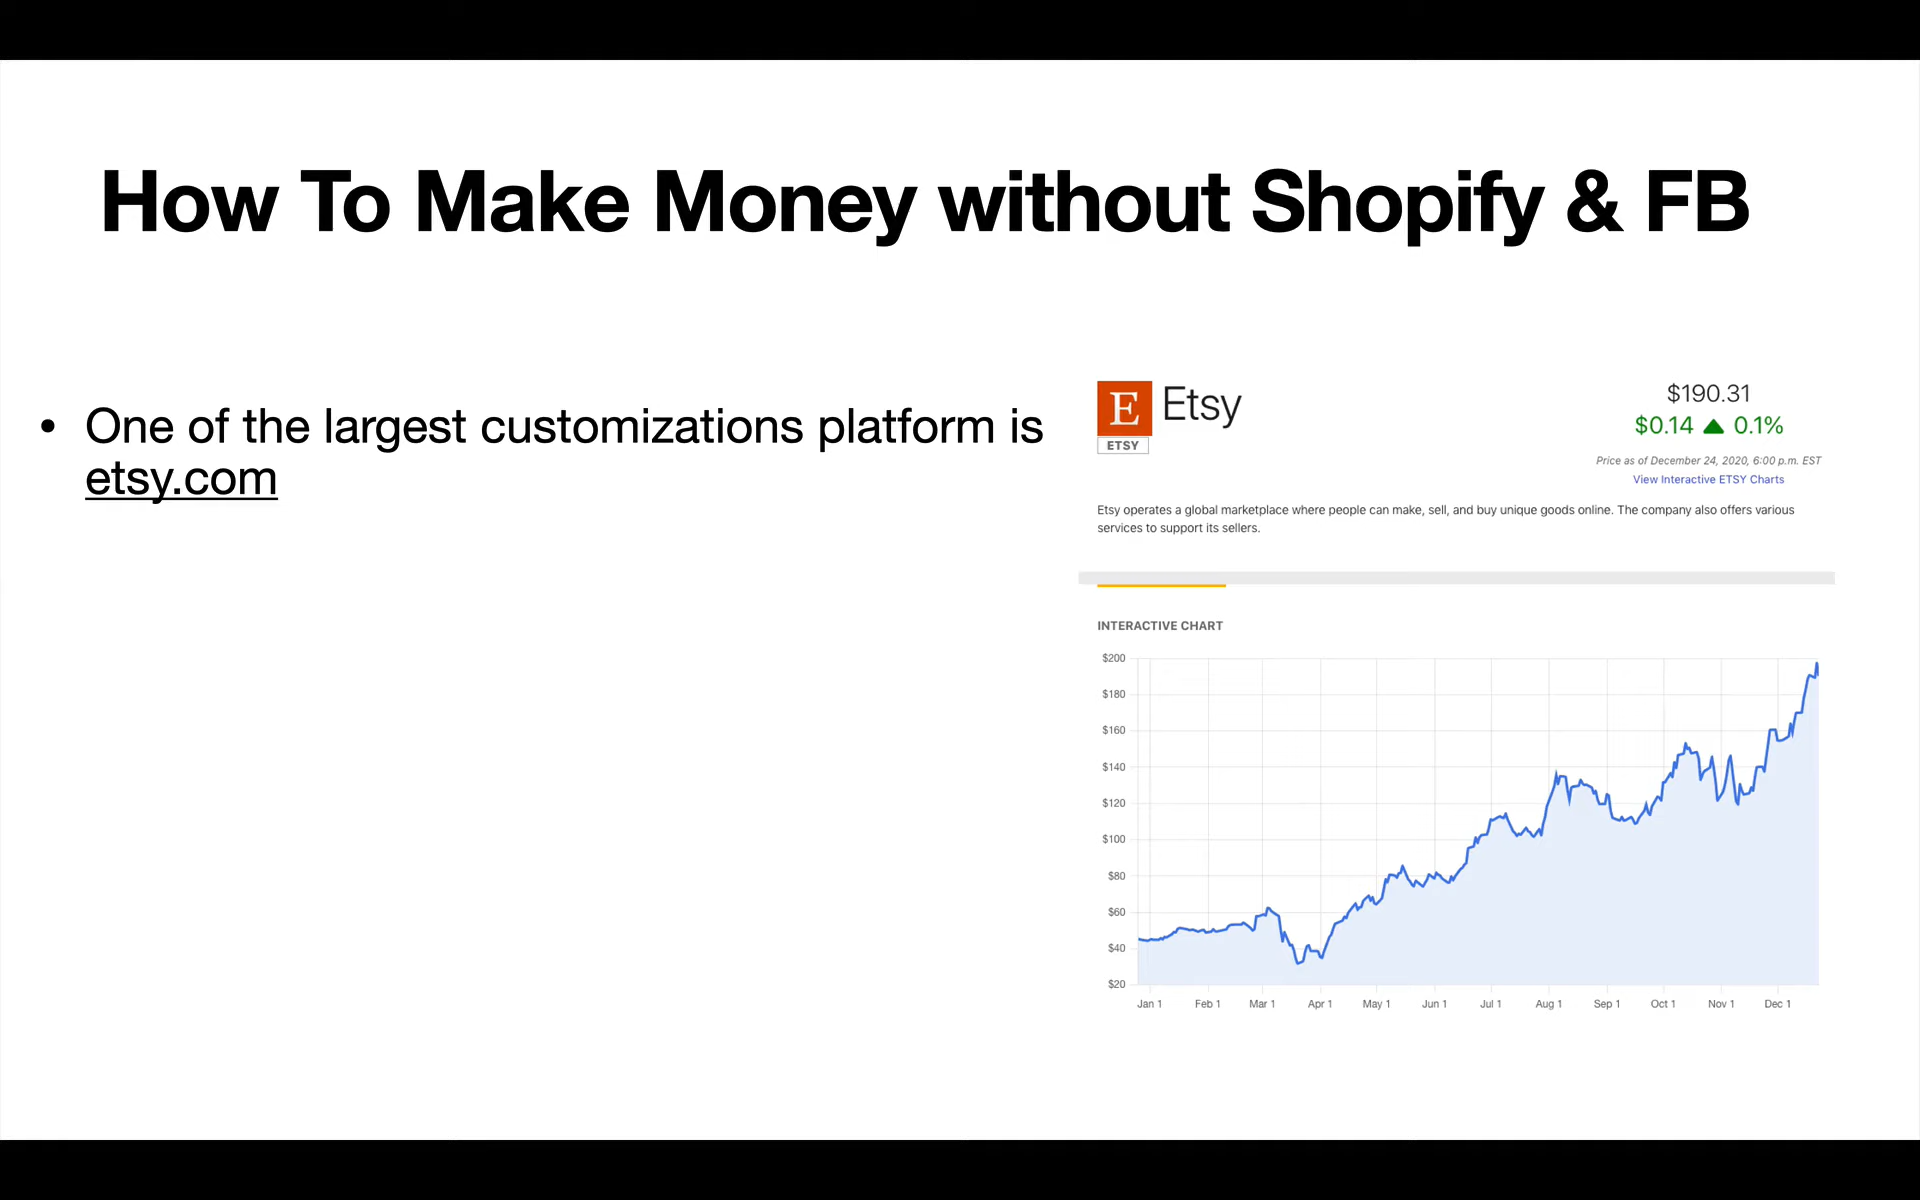 How To Make Money without Shopify & FB
• One of the largest customizations platform is
etsy.com
E
ETSY
Etsy
$190.31
$0.14 ▲ 0.1%
Price as of December 24, 2020, 6:00 p.m. EST
View Interactive ETSY Charts
Etsy operates a global marketplace where people can make, sell, and buy unique goods online. The company also offers various
services to support its sellers.
INTERACTIVE CHART
$200
$180
$160
$140
$120
$100
$80
$60
$40
$20
Jan 1 Feb 1 Mar 1 Apr 1 May 1 Jun 1 Jul 1 Aug 1 Sep 1 Oct 1 Nov 1 Dec 1